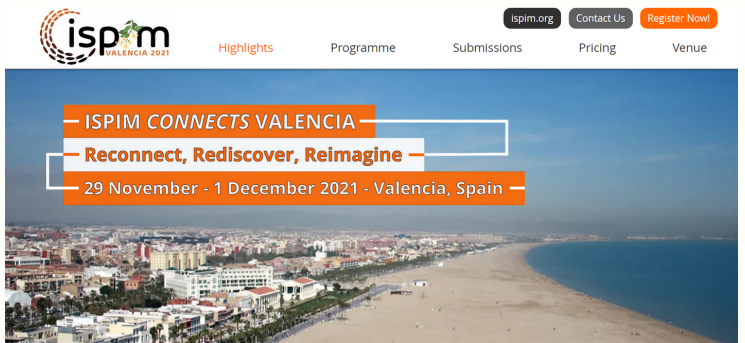 ispim.org
Contact Us
Register Now!
ispim
VALENCIA 2021
Highlights
Programme
Submissions
Pricing
Venue
ISPIM CONNECTS VALENCIA
Reconnect, Rediscover, Reimagine
29 November - 1 December 2021 - Valencia, Spain